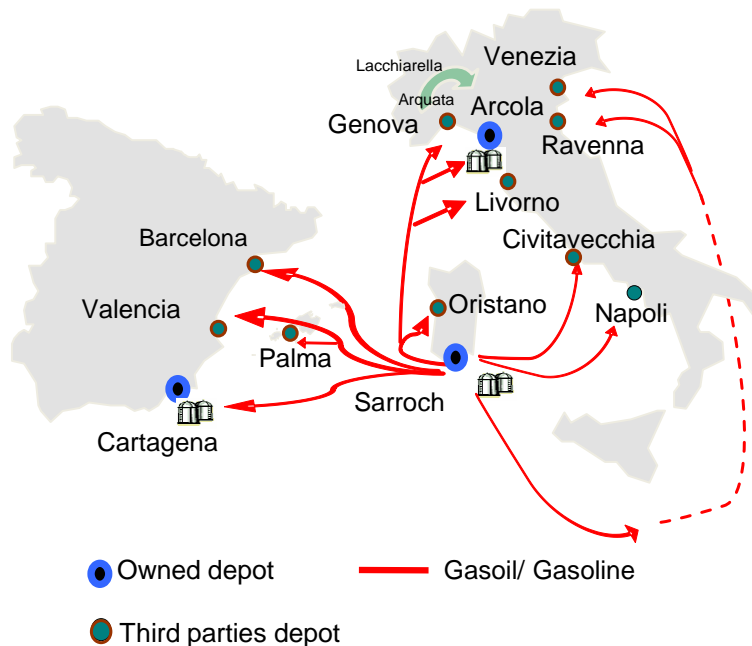 Venezia
Lacchiarella
Arquata
Arcola
Genova
Ravenna
Livorno
Barcelona
Civitavecchia
Valencia
Oristano
Napoli
Palma
Sarroch
Cartagena
Owned depot
Gasoil/ Gasoline
Third parties depot